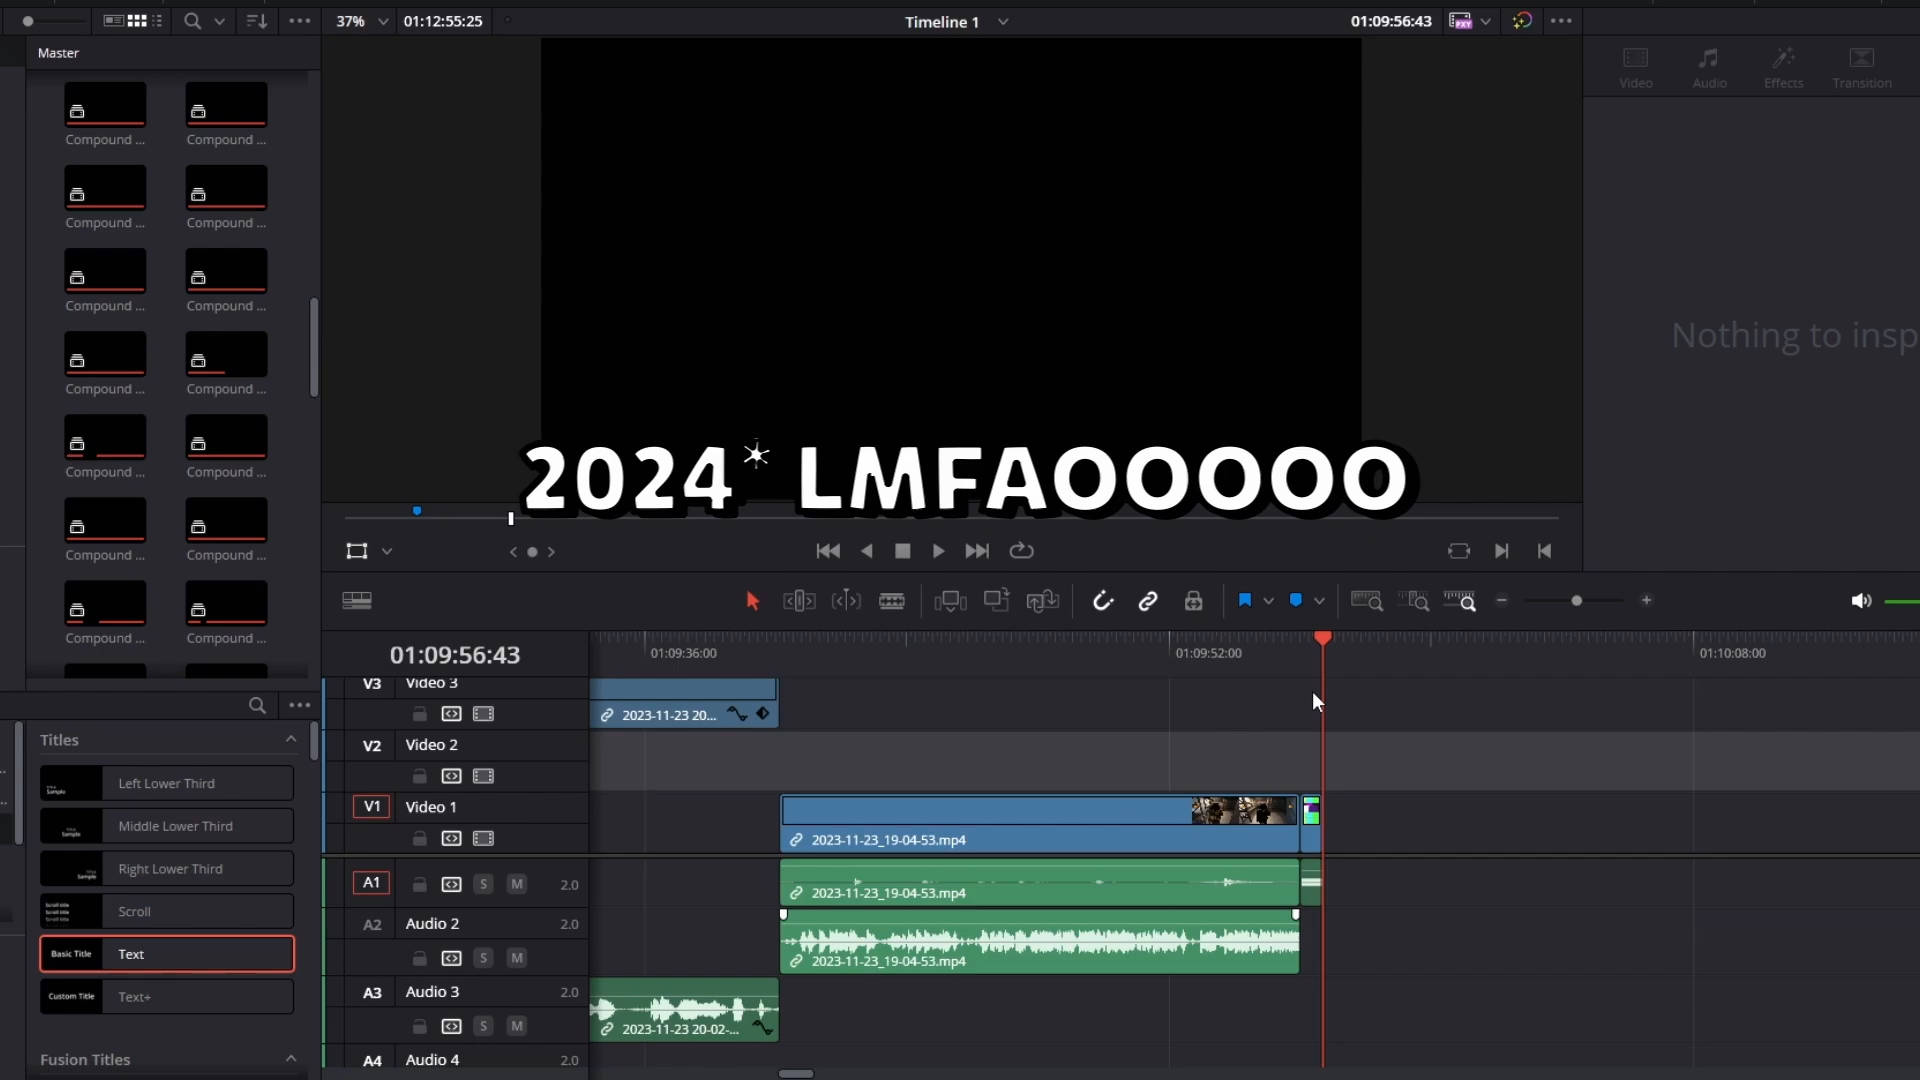 37%
01:12:55:25
Timeline 1
01:09:56:43
PXY
Master
Video
Audio
Effects
Transition
Compound ...
Compound ...
Compound ...
Compound ...
Compound ...
Compound ...
Compound ...
Compound ...
Compound ...
Compound ...
Compound ...
Compound ...
Compound ...
Compound ...
Nothing to insp
2024* LMFAOOOOO
01:09:56:43
01:09:36:00
01:09:52:00
01:10:08:00
V3 Video 3
2023-11-23 20...
V2 Video 2
V1 Video 1
2023-11-23_19-04-53.mp4
A1 S M 2.0
2023-11-23_19-04-53.mp4
A2 Audio 2 2.0
S M
2023-11-23_19-04-53.mp4
A3 Audio 3 2.0
S M
2023-11-23 20-02-...
A4 Audio 4 2.0
Titles
Left Lower Third
Middle Lower Third
Right Lower Third
Scroll
Basic Title Text
Custom Title Text+
Fusion Titles